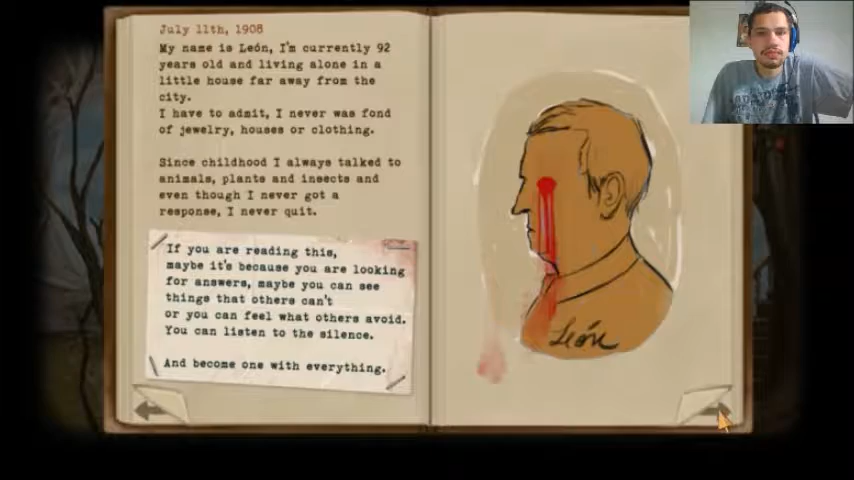 July 11th, 1908
My name is León, I'm currently 92
years old and living alone in a
little house far away from the
city.
I have to admit, I never was fond
of jewelry, houses or clothing.
Since childhood I always talked to
animals, plants and insects and
even though I never got a
response, I never quit.
If you are reading this,
maybe it's because you are looking
for answers, maybe you can see
things that others can't
or you can feel what others avoid.
You can listen to the silence.
And become one with everything.
León